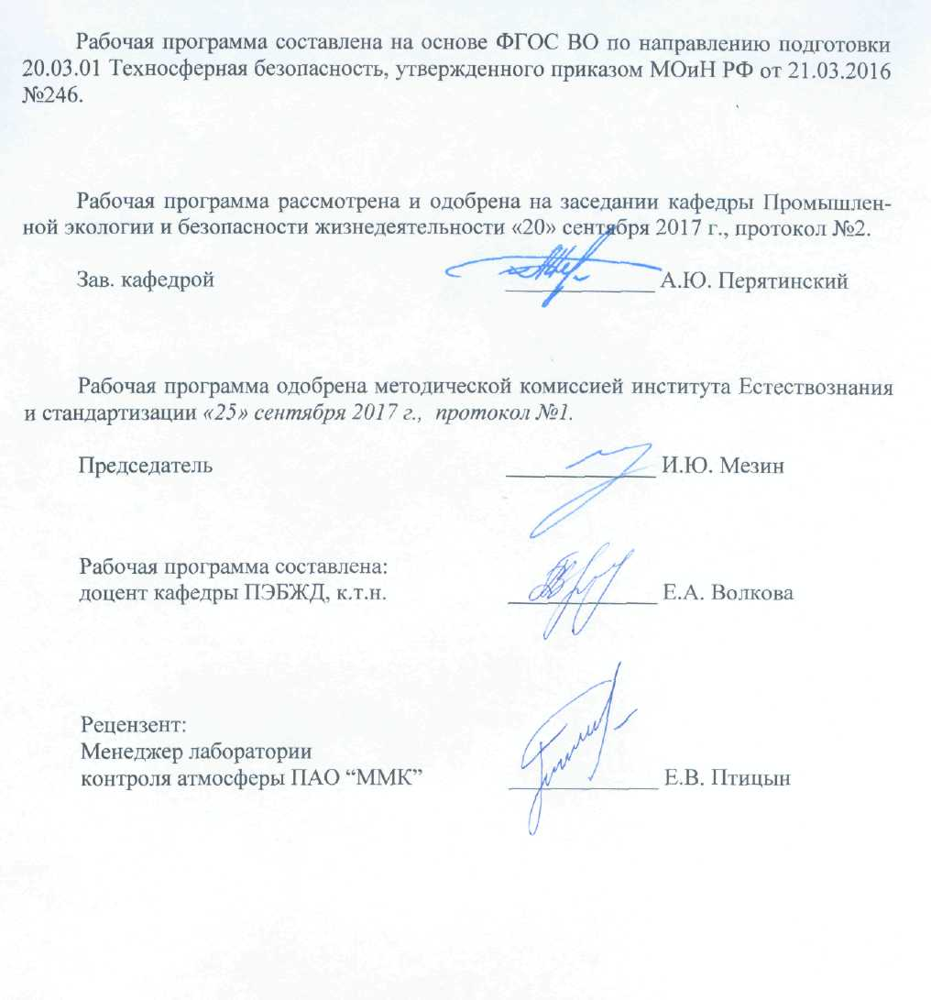 Рабочая программа составлена на основе ФГОС ВО по направлению подготовки
20.03.01 Техносферная безопасность, утвержденного приказом МОиН РФ от 21.03.2016
№246.
Рабочая программа рассмотрена и одобрена на заседании кафедры Промышлен-
ной экологии и безопасности жизнедеятельности «20» сентября 2017 г., протокол №2.
Зав. кафедрой _____________ А.Ю. Перятинский
Рабочая программа одобрена методической комиссией института Естествознания
и стандартизации «25» сентября 2017 г., протокол №1.
Председатель _____________ И.Ю. Мезин
Рабочая программа составлена:
доцент кафедры ПЭБЖД, к.т.н. _____________ Е.А. Волкова
Рецензент:
Менеджер лаборатории
контроля атмосферы ПАО “ММК” _____________ Е.В. Птицын